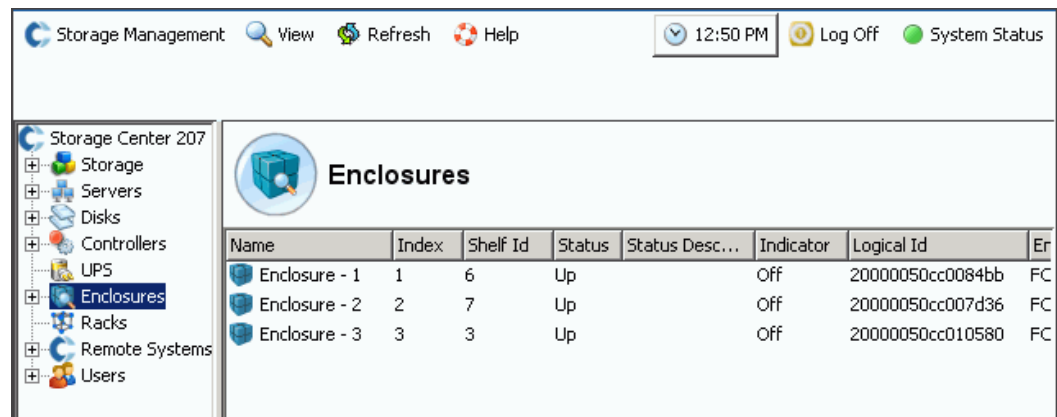 Storage Management View Refresh Help 12:50 PM Log Off System Status
Storage Center 207
Storage
Servers
Disks
Controllers
UPS
Enclosures
Racks
Remote Systems
Users
Enclosures
Name Index Shelf Id Status Status Desc... Indicator Logical Id
Enclosure - 1 1 6 Up Off 20000050cc0084bb FC
Enclosure - 2 2 7 Up Off 20000050cc007d36 FC
Enclosure - 3 3 3 Up Off 20000050cc010580 FC